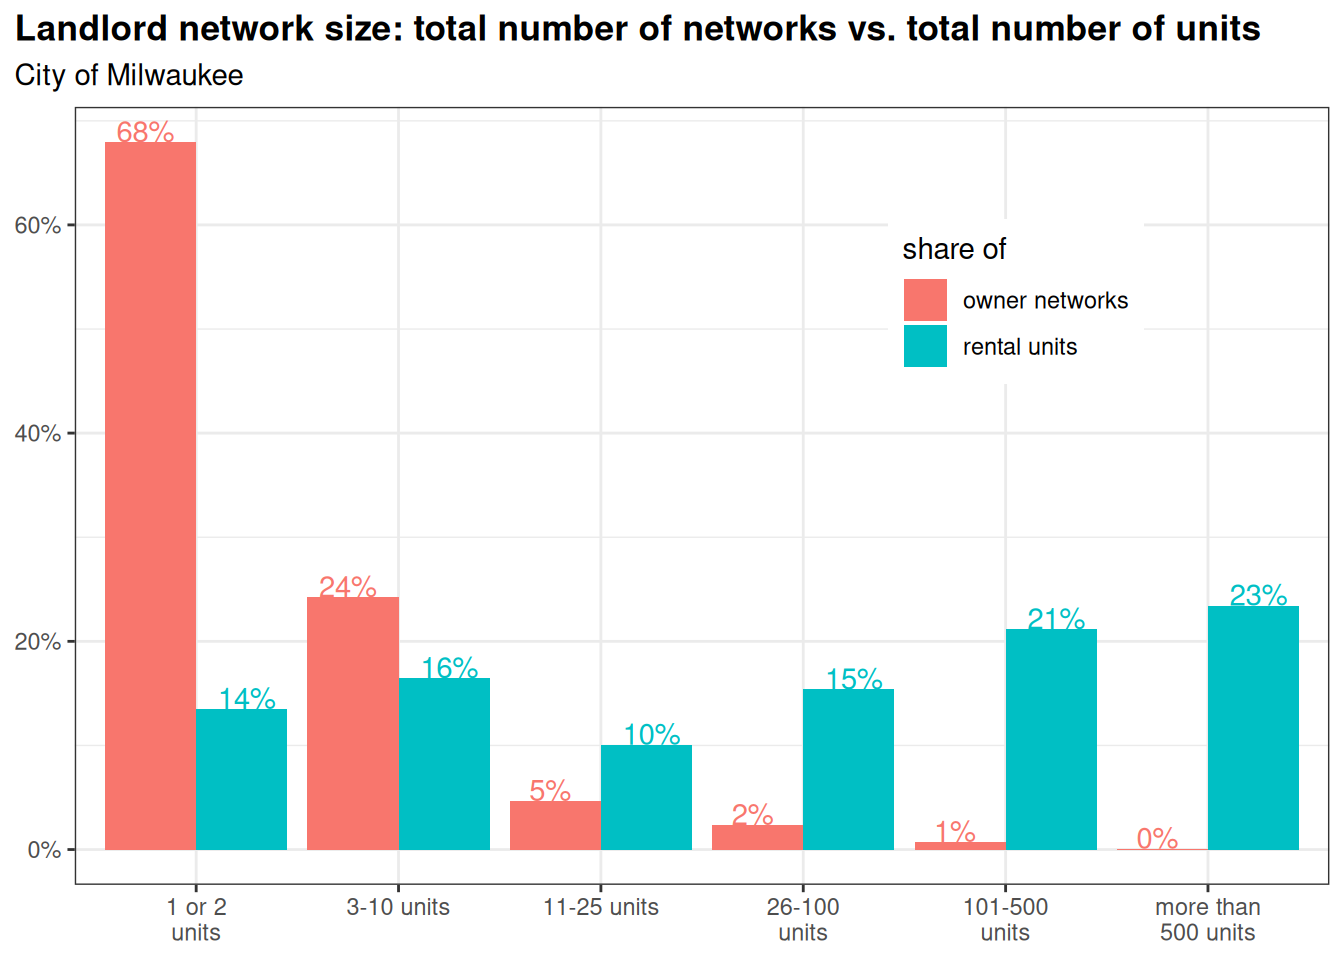 Landlord network size: total number of networks vs. total number of units
City of Milwaukee
68%
60%
share of
owner networks
rental units
40%
24%
23%
21%
20%
16%
15%
14%
10%
5%
2%
1%
0%
0%
1 or 2
units
3-10 units
11-25 units
26-100
units
101-500
units
more than
500 units